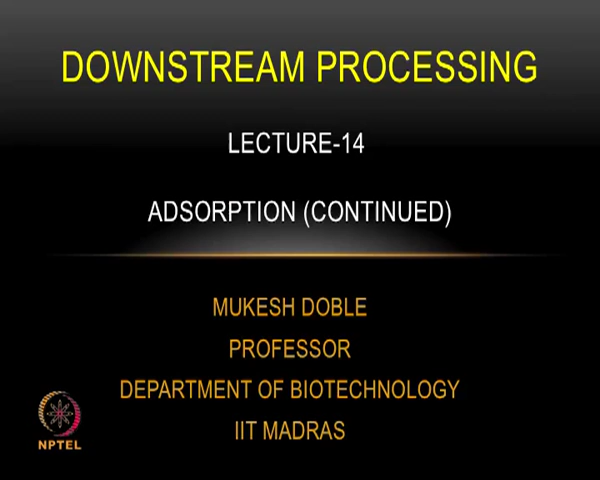 DOWNSTREAM PROCESSING
LECTURE-14
ADSORPTION (CONTINUED)
MUKESH DOBLE
PROFESSOR
DEPARTMENT OF BIOTECHNOLOGY
IIT MADRAS
NPTEL